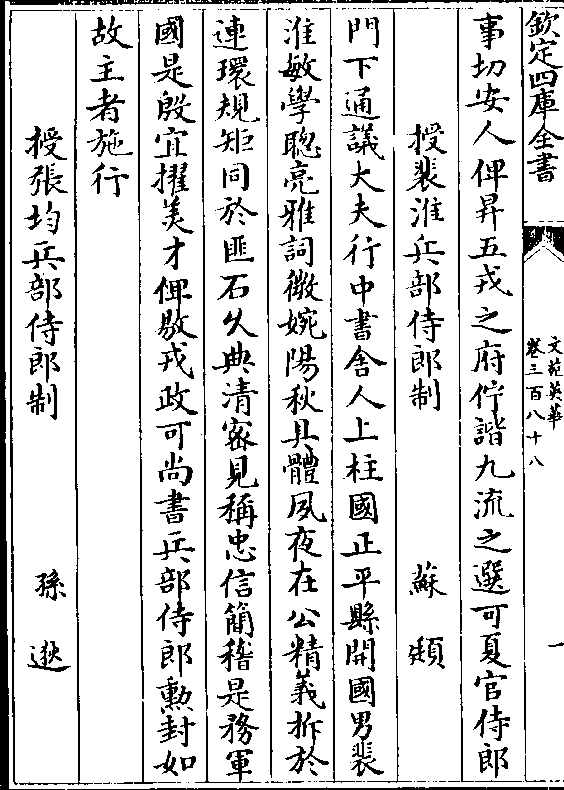 欽定四庫全書
文苑英華
卷三百八十八
一
事切安人俾昇五戎之府佇諧九流之選可夏官侍郎
授裴漼兵部侍郎制
蘇頲
門下通議大夫行中書舍人上柱國正平縣開國男裴
漼敏學聰亮雅詞微婉陽秋具體夙夜在公精義拆於
連環規矩同於匪石久典清密見稱忠信簡稽是務軍
國是殷宜擢美才俾敭戎政可尚書兵部侍郎勲封如
故主者施行
授張均兵部侍郎制
孫逖